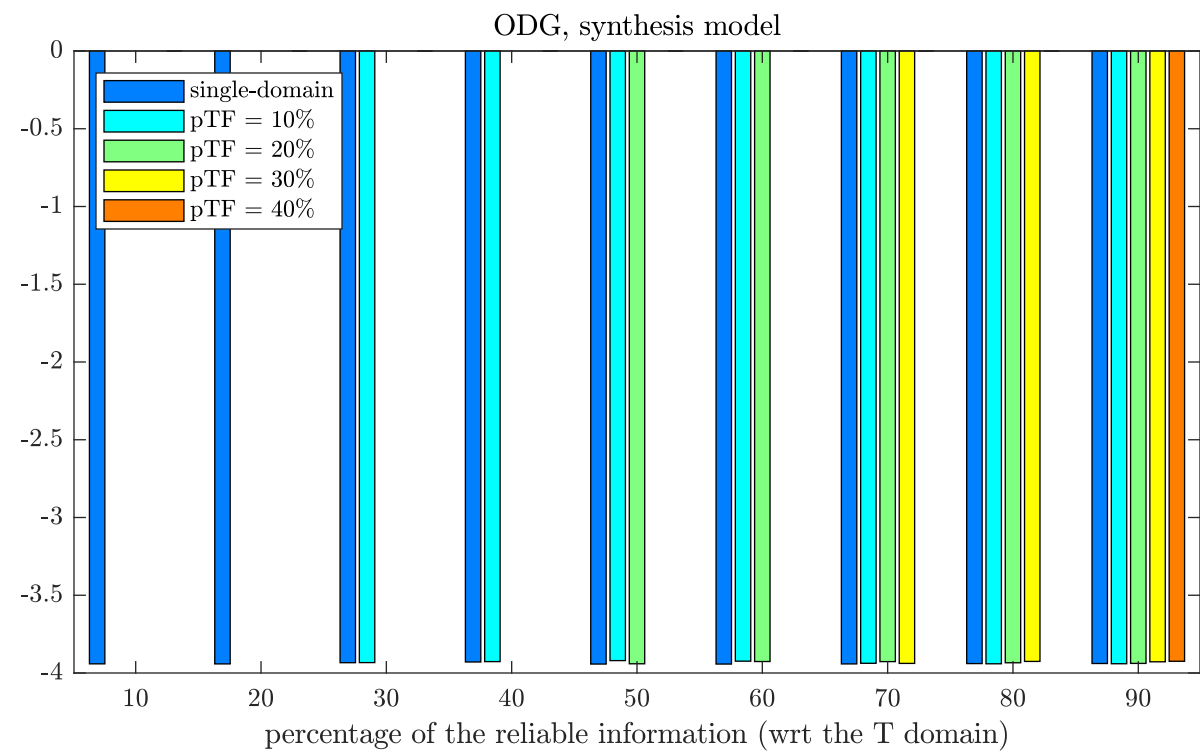 ODG, synthesis model
0
-0.5
-1
-1.5
-2
-2.5
-3
-3.5
-4
single-domain
pTF = 10%
pTF = 20%
pTF = 30%
pTF = 40%
10 20 30 40 50 60 70 80 90
percentage of the reliable information (wrt the T domain)